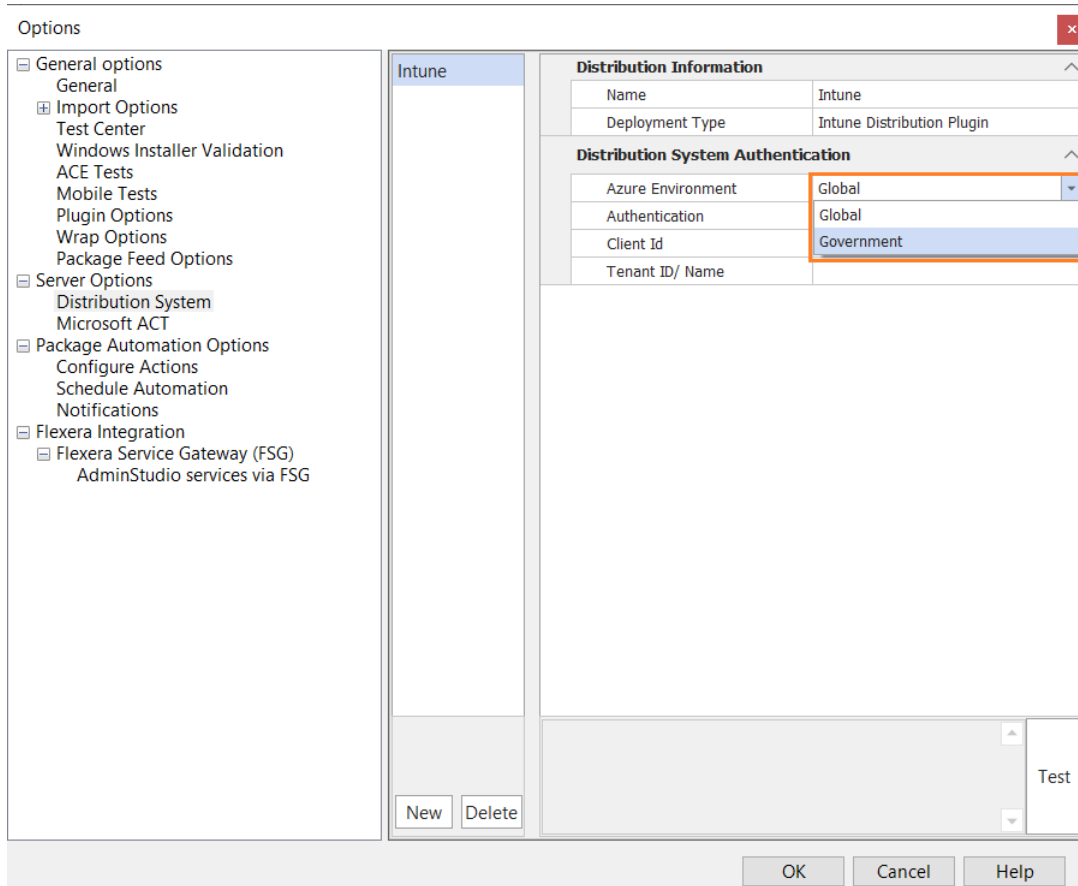 Options
x
General options
General
Import Options
Test Center
Windows Installer Validation
ACE Tests
Mobile Tests
Plugin Options
Wrap Options
Package Feed Options
Server Options
Distribution System
Microsoft ACT
Package Automation Options
Configure Actions
Schedule Automation
Notifications
Flexera Integration
Flexera Service Gateway (FSG)
AdminStudio services via FSG
Intune
New Delete
Distribution Information
Name Intune
Deployment Type Intune Distribution Plugin
Distribution System Authentication
Azure Environment Global
Authentication Global
Client Id Government
Tenant ID/ Name
Test
OK Cancel Help